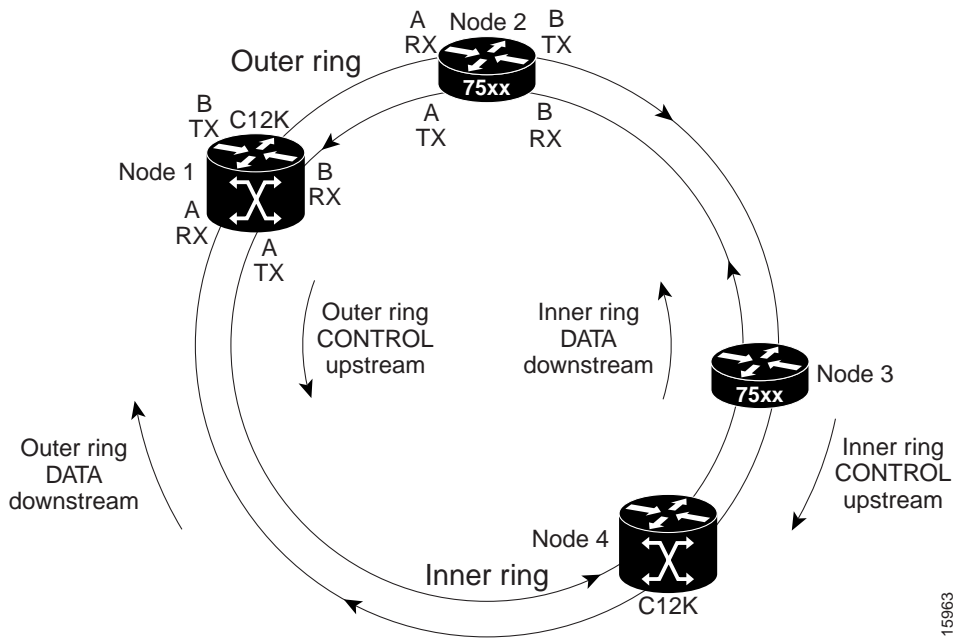 A
RX
Node 2
B
TX
Outer ring
75xx
A
TX
B
RX
B
TX
C12K
Node 1
B
RX
A
RX
A
TX
Outer ring
CONTROL
upstream
Inner ring
DATA
downstream
Node 3
75xx
Outer ring
DATA
downstream
Inner ring
CONTROL
upstream
Node 4
Inner ring
C12K
15963